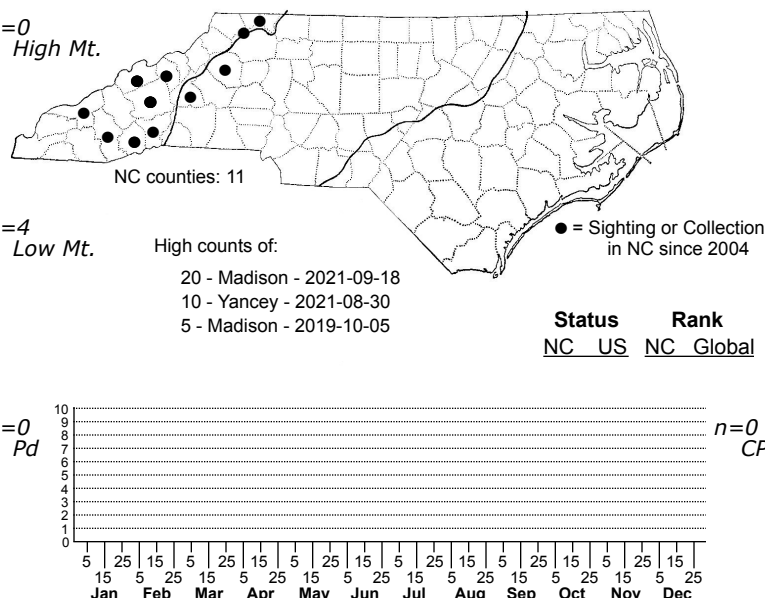 =0
High Mt.
NC counties: 11
=4
Low Mt.
High counts of:
20 - Madison - 2021-09-18
10 - Yancey - 2021-08-30
5 - Madison - 2019-10-05
● = Sighting or Collection
in NC since 2004
Status Rank
NC US NC Global
=0
Pd
n=0
CP
10
9
8
7
6
5
4
3
2
1
0
5 25 15 5 25 15 5 25 15 5 25 15 5 25 15 5 25 15
15 5 25 15 5 25 15 5 25 15 5 25 15 5 25 15 5 25
Jan Feb Mar Apr May Jun Jul Aug Sep Oct Nov Dec